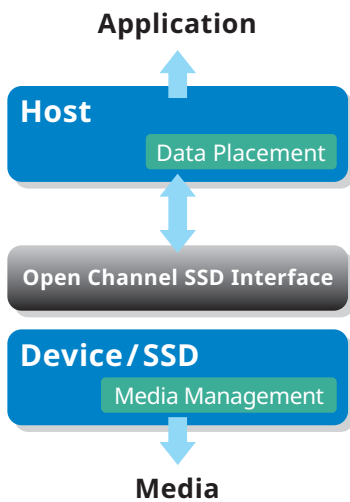 Application
Host
Data Placement
Open Channel SSD Interface
Device/SSD
Media Management
Media